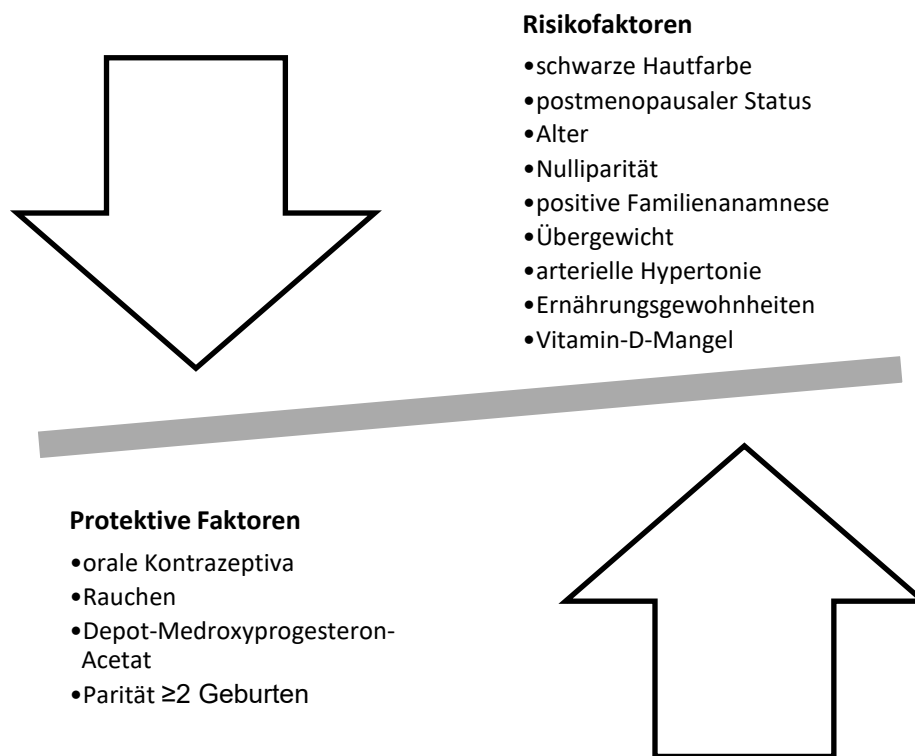 Risikofaktoren
•schwarze Hautfarbe
•postmenopausaler Status
•Alter
•Nulliparität
•positive Familienanamnese
•Übergewicht
•arterielle Hypertonie
•Ernährungsgewohnheiten
•Vitamin-D-Mangel
Protektive Faktoren
•orale Kontrazeptiva
•Rauchen
•Depot-Medroxyprogesteron-
Acetat
•Parität ≥2 Geburten